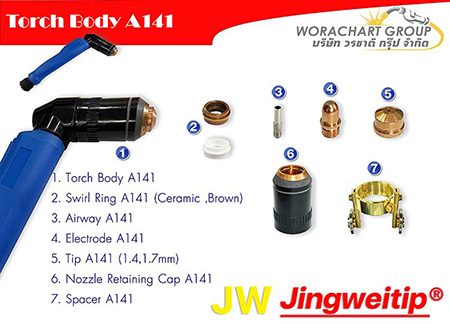 Torch Body A141
WORACHART GROUP
บริษัท วรชาติ กรุ๊ป จำกัด
1
2
3
4
5
6
7
1. Torch Body A141
2. Swirl Ring A141 (Ceramic ,Brown)
3. Airway A141
4. Electrode A141
5. Tip A141 (1.4,1.7mm)
6. Nozzle Retaining Cap A141
7. Spacer A141
JW Jingweitip®